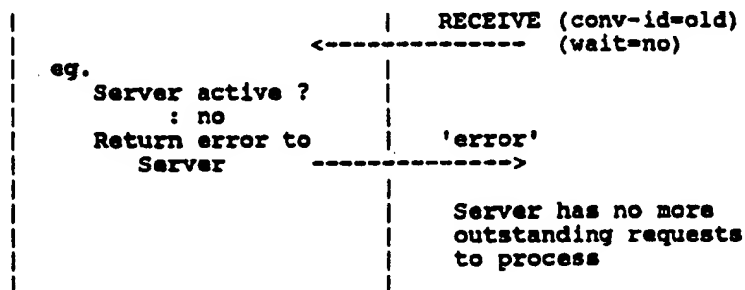 RECEIVE (conv-id=old)
<-------------- (wait=no)
eg.
Server active ?
: no
Return error to 'error'
Server -------------->
Server has no more
outstanding requests
to process